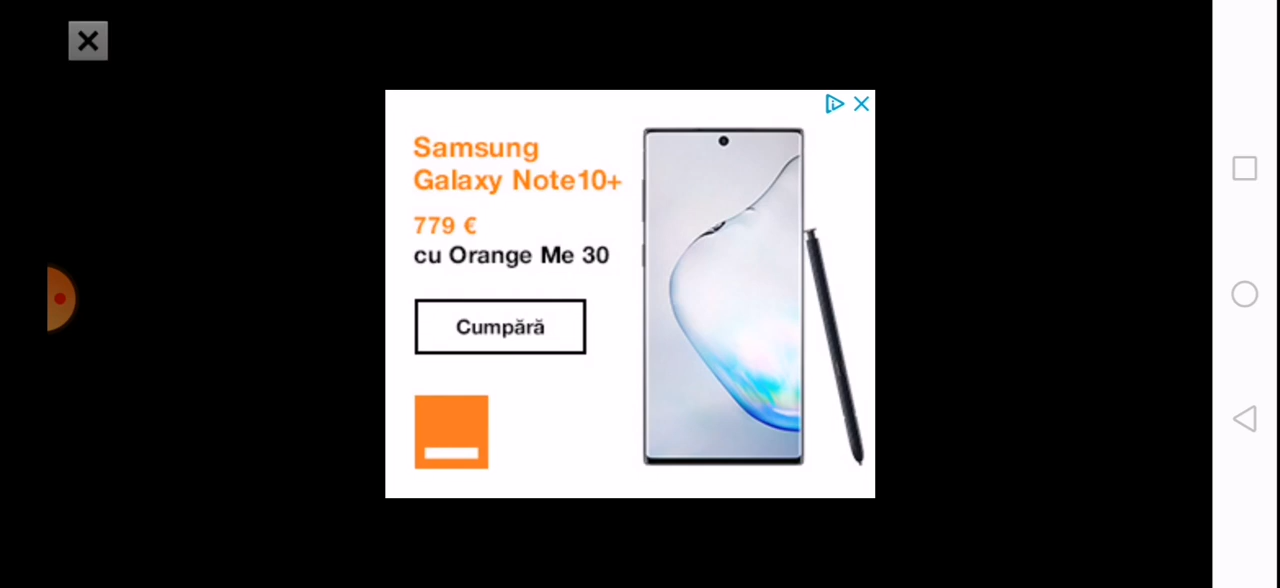 Samsung
Galaxy Note10+
779 €
cu Orange Me 30
Cumpără